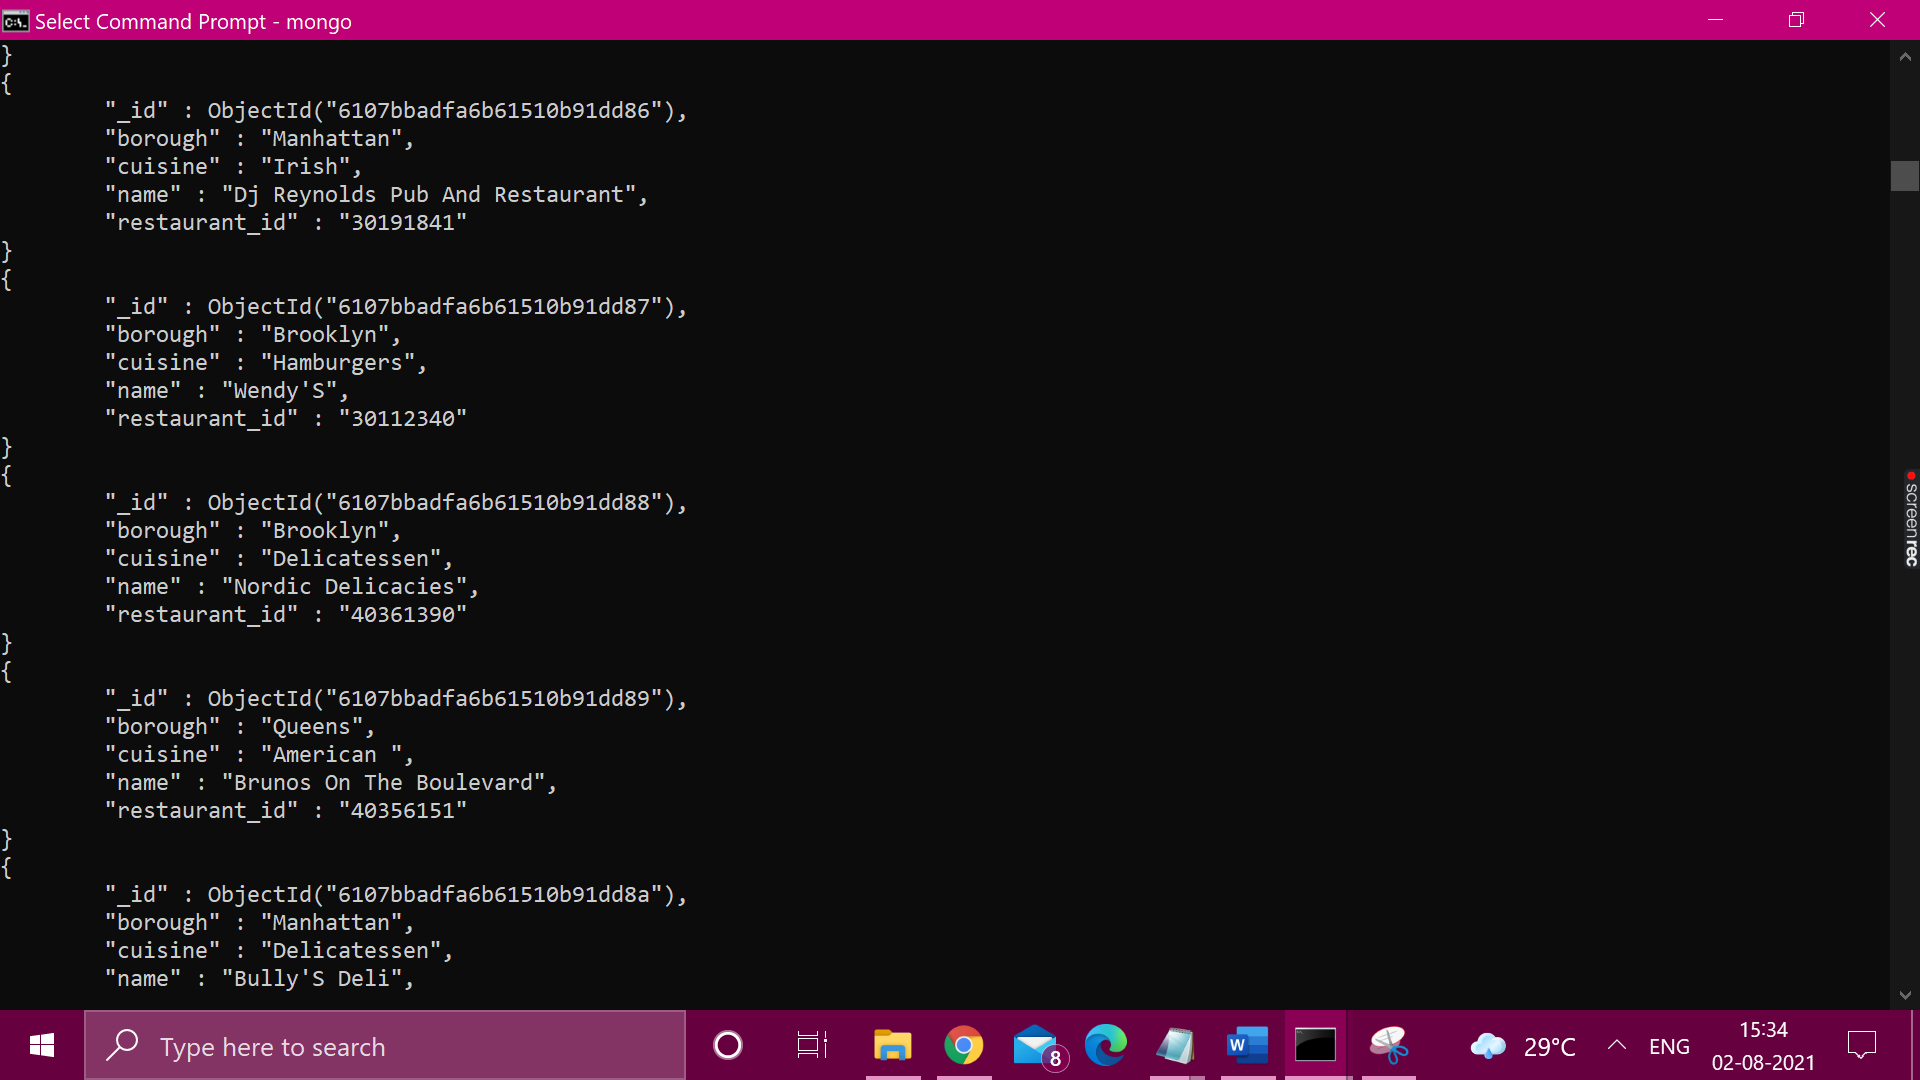 Select Command Prompt - mongo
}
{
"_id" : ObjectId("6107bbadfa6b61510b91dd86"),
"borough" : "Manhattan",
"cuisine" : "Irish",
"name" : "Dj Reynolds Pub And Restaurant",
"restaurant_id" : "30191841"
}
{
"_id" : ObjectId("6107bbadfa6b61510b91dd87"),
"borough" : "Brooklyn",
"cuisine" : "Hamburgers",
"name" : "Wendy'S",
"restaurant_id" : "30112340"
}
{
"_id" : ObjectId("6107bbadfa6b61510b91dd88"),
"borough" : "Brooklyn",
"cuisine" : "Delicatessen",
"name" : "Nordic Delicacies",
"restaurant_id" : "40361390"
}
{
"_id" : ObjectId("6107bbadfa6b61510b91dd89"),
"borough" : "Queens",
"cuisine" : "American ",
"name" : "Brunos On The Boulevard",
"restaurant_id" : "40356151"
}
{
"_id" : ObjectId("6107bbadfa6b61510b91dd8a"),
"borough" : "Manhattan",
"cuisine" : "Delicatessen",
"name" : "Bully'S Deli",
screenrec
Type here to search
8
W
29°C
ENG
15:34
02-08-2021